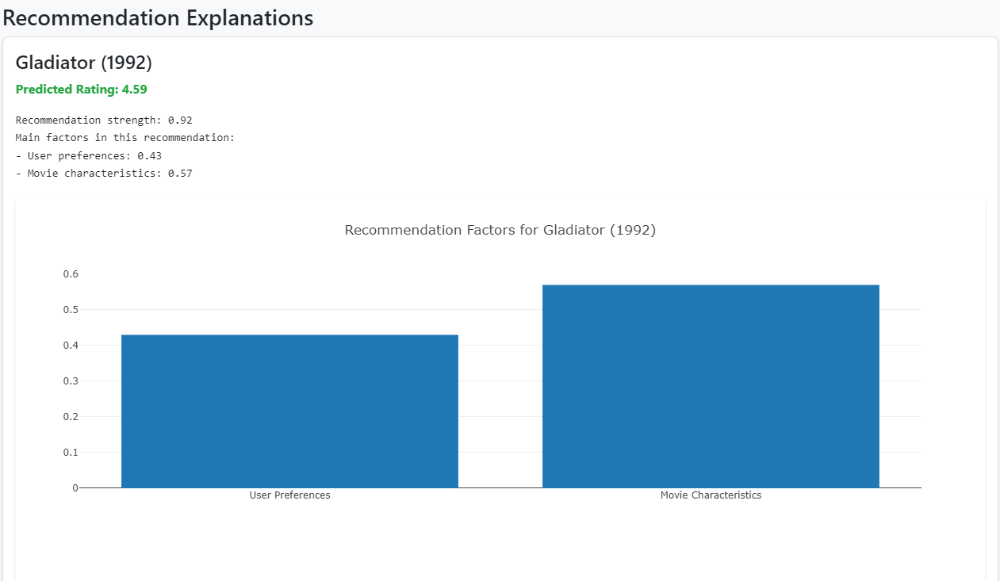 Recommendation Explanations
Gladiator (1992)
Predicted Rating: 4.59
Recommendation strength: 0.92
Main factors in this recommendation:
- User preferences: 0.43
- Movie characteristics: 0.57
Recommendation Factors for Gladiator (1992)
0.6
0.5
0.4
0.3
0.2
0.1
0
User Preferences
Movie Characteristics